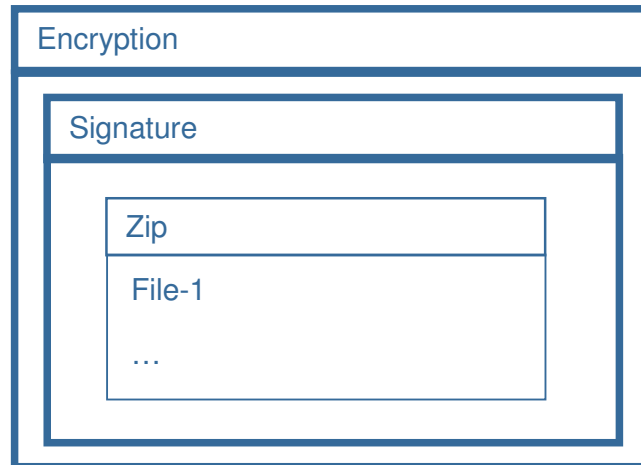 Encryption
Signature
Zip
File-1
…